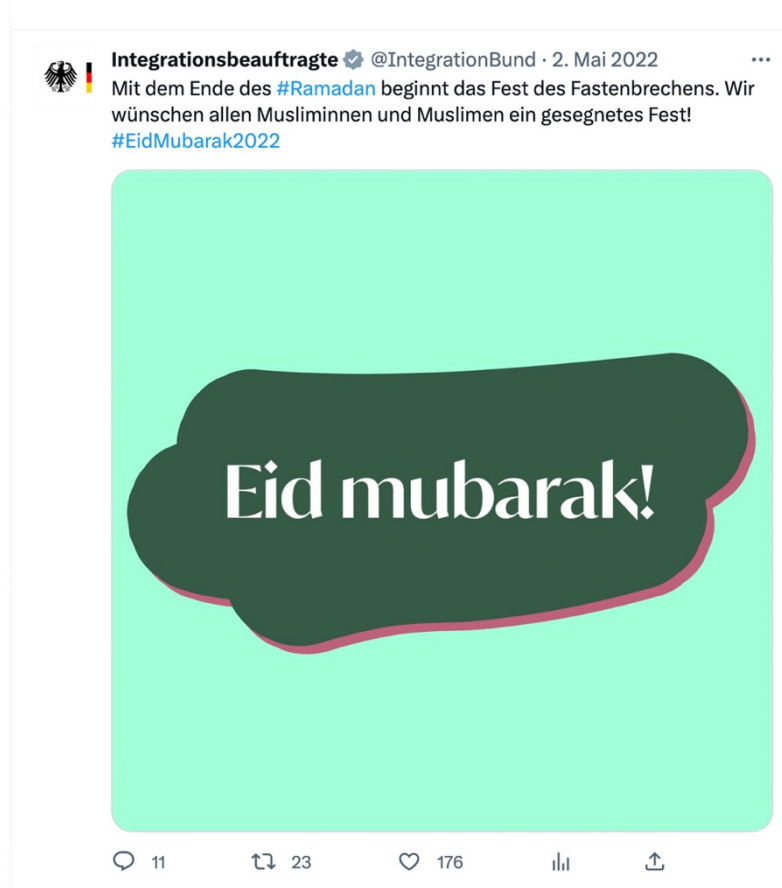 Integrationsbeauftragte @IntegrationBund · 2. Mai 2022
Mit dem Ende des #Ramadan beginnt das Fest des Fastenbrechens. Wir
wünschen allen Musliminnen und Muslimen ein gesegnetes Fest!
#EidMubarak2022
Eid mubarak!
11 23 176